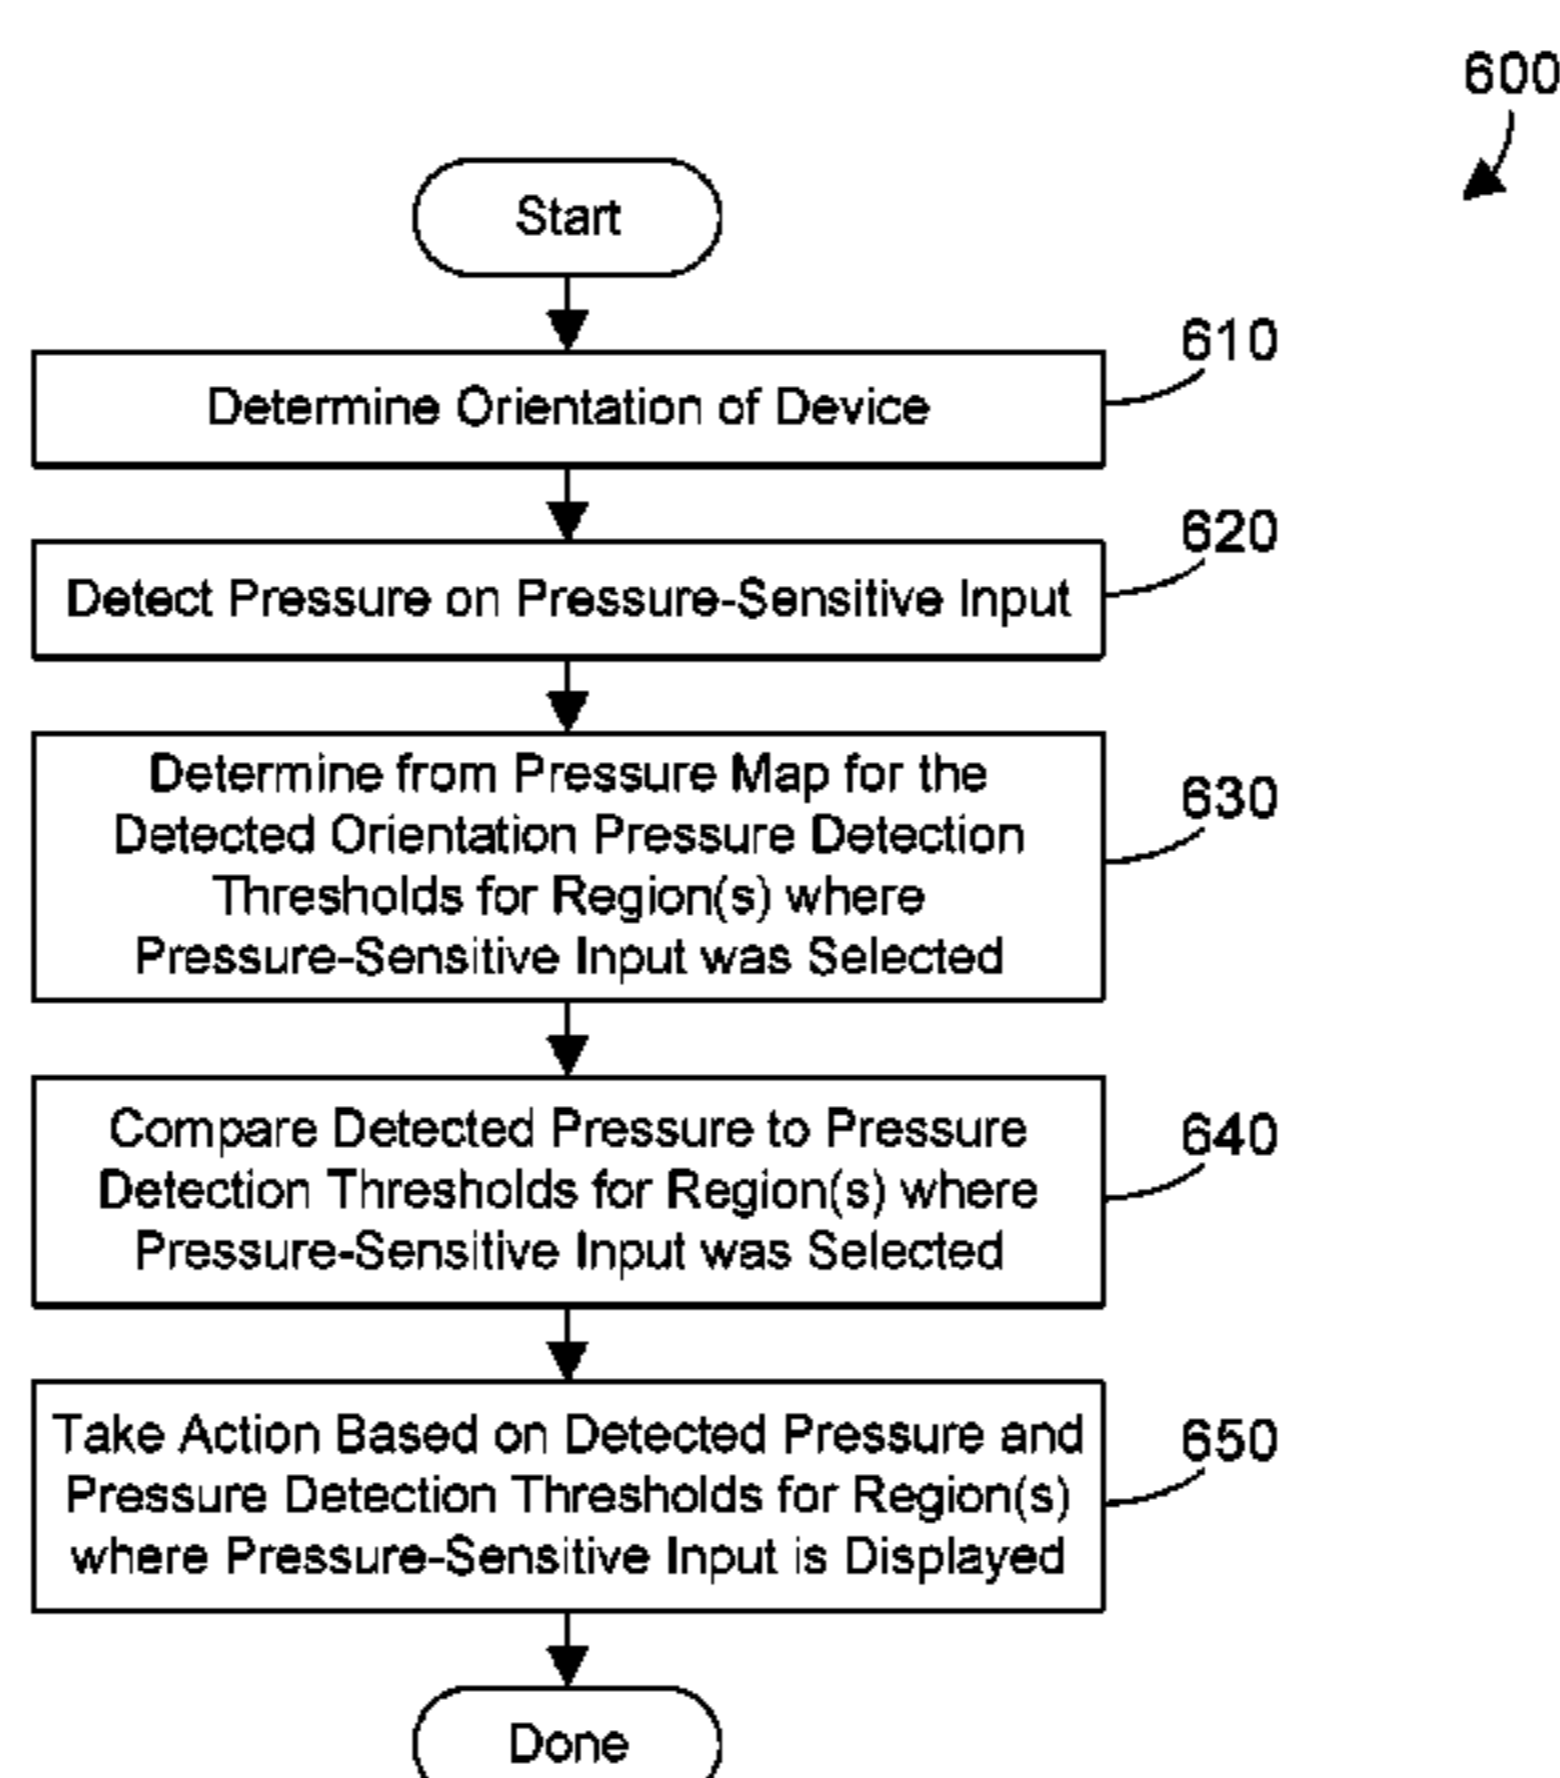 600
Start
610
Determine Orientation of Device
620
Detect Pressure on Pressure-Sensitive Input
630
Determine from Pressure Map for the
Detected Orientation Pressure Detection
Thresholds for Region(s) where
Pressure-Sensitive Input was Selected
640
Compare Detected Pressure to Pressure
Detection Thresholds for Region(s) where
Pressure-Sensitive Input was Selected
650
Take Action Based on Detected Pressure and
Pressure Detection Thresholds for Region(s)
where Pressure-Sensitive Input is Displayed
Done